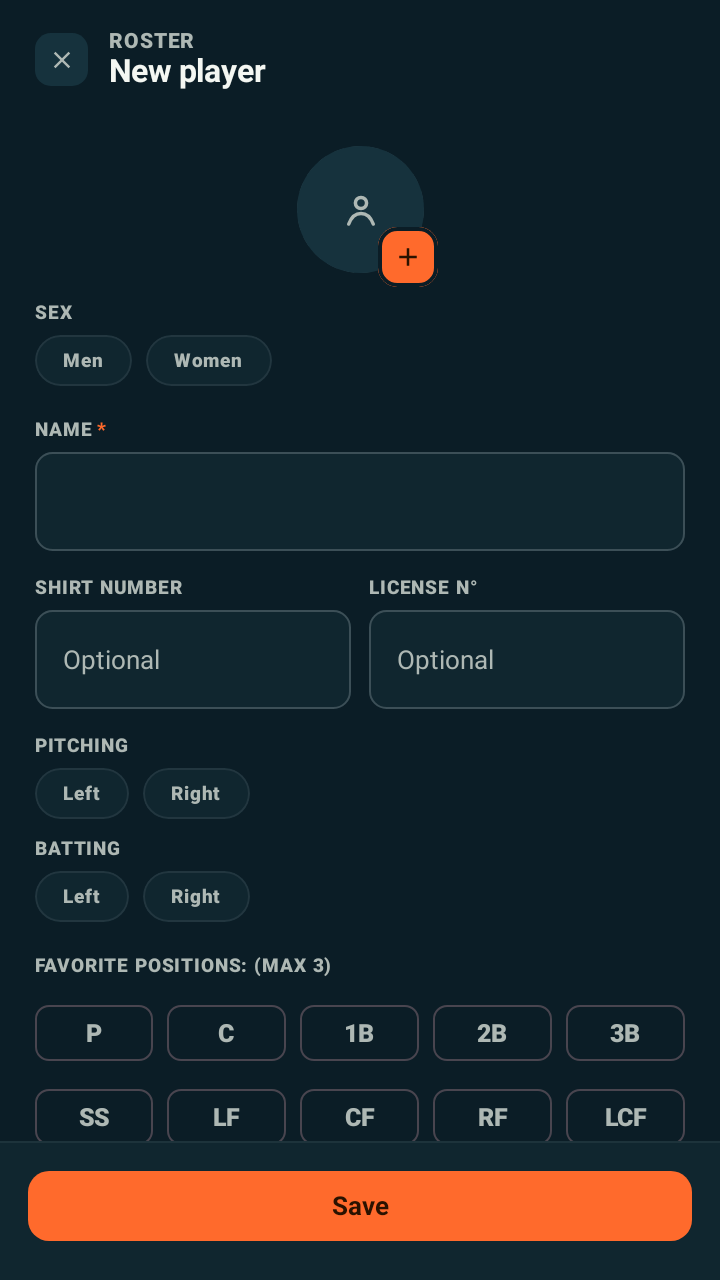 ROSTER
New player
SEX
Men Women
NAME *
SHIRT NUMBER LICENSE N°
Optional Optional
PITCHING
Left Right
BATTING
Left Right
FAVORITE POSITIONS: (MAX 3)
P C 1B 2B 3B
SS LF CF RF LCF
Save